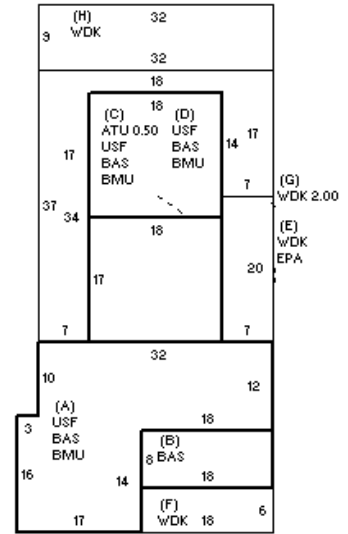 (H)
WDK
32
9
32
18
18
(C)
ATU 0.50
USF
BAS
BMU
(D)
USF
BAS
BMU
14
17
17
7
(G)
WDK 2.00
37
34
18
(E)
WDK
EPA
20
17
7
7
32
10
12
(A)
USF
BAS
BMU
3
18
(B)
BAS
8
16
14
18
(F)
WDK
18
6
17